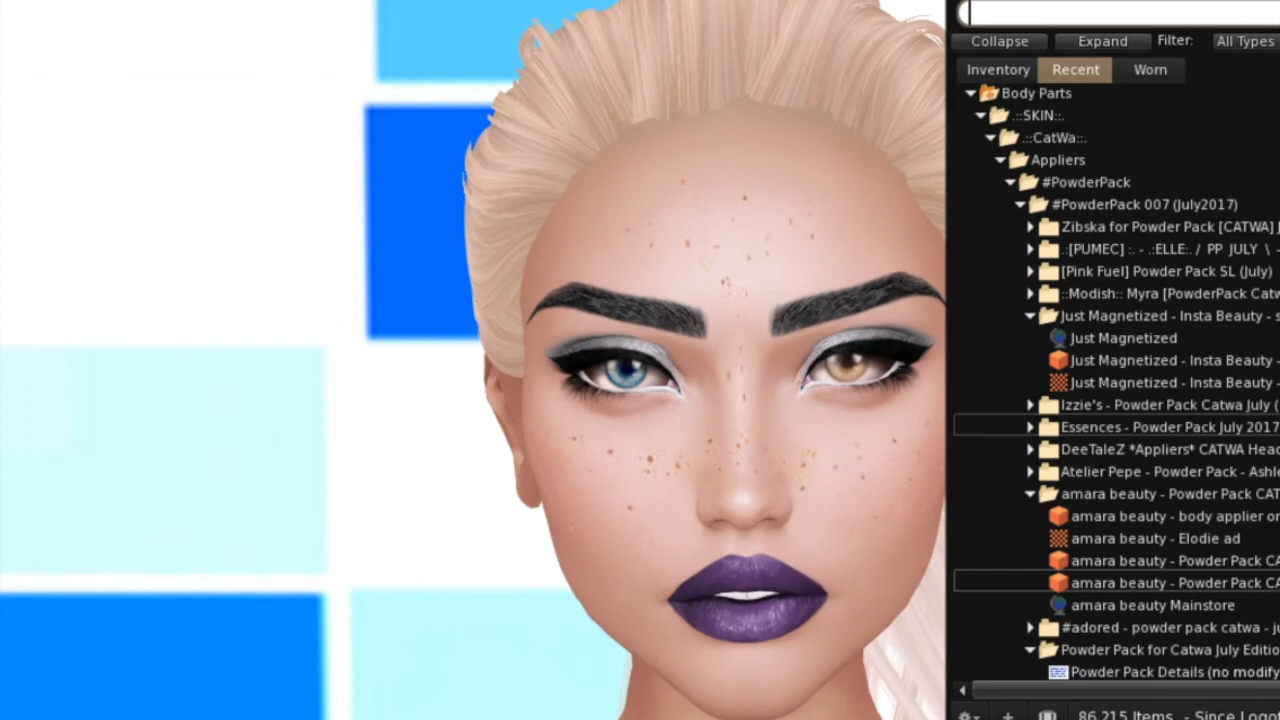 Collapse Expand Filter: All Types
Inventory Recent Worn
Body Parts
.::SKIN::.
.::CatWa::.
Appliers
#PowderPack
#PowderPack 007 (July2017)
Zibska for Powder Pack [CATWA] J
.:[PUMEC] :. - .:ELLE:. / PP JULY \ -
[Pink Fuel] Powder Pack SL (July)
::Modish:: Myra [PowderPack Catw
Just Magnetized - Insta Beauty - s
Just Magnetized
Just Magnetized - Insta Beauty -
Just Magnetized - Insta Beauty -
Izzie's - Powder Pack Catwa July (
Essences - Powder Pack July 2017
DeeTaleZ *Appliers* CATWA Head
Atelier Pepe - Powder Pack - Ashle
amara beauty - Powder Pack CAT
amara beauty - body applier or
amara beauty - Elodie ad
amara beauty - Powder Pack CA
amara beauty - Powder Pack CA
amara beauty Mainstore
#adored - powder pack catwa - ju
Powder Pack for Catwa July Editio
Powder Pack Details (no modify
86,215 Items - Since Logo